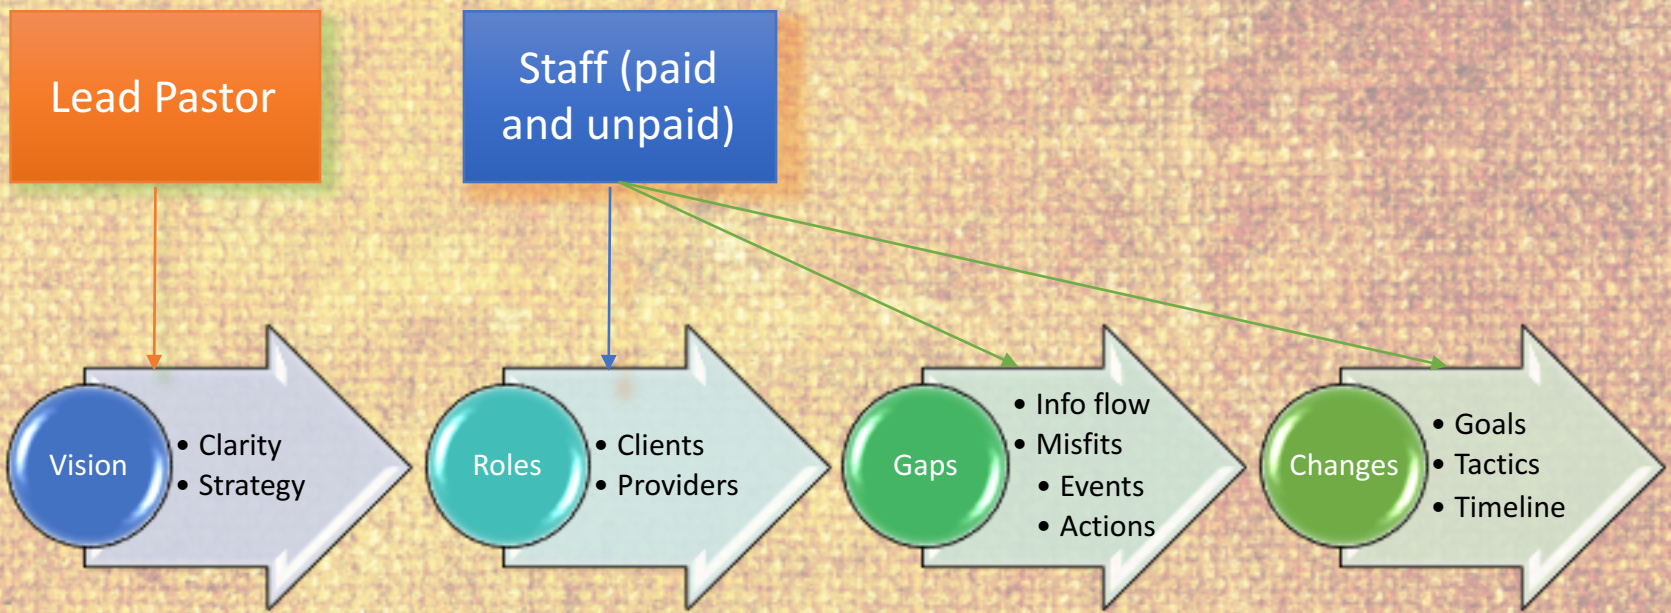 Lead Pastor
Staff (paid
and unpaid)
Vision
• Clarity
• Strategy
Roles
• Clients
• Providers
Gaps
• Info flow
• Misfits
• Events
• Actions
Changes
• Goals
• Tactics
• Timeline